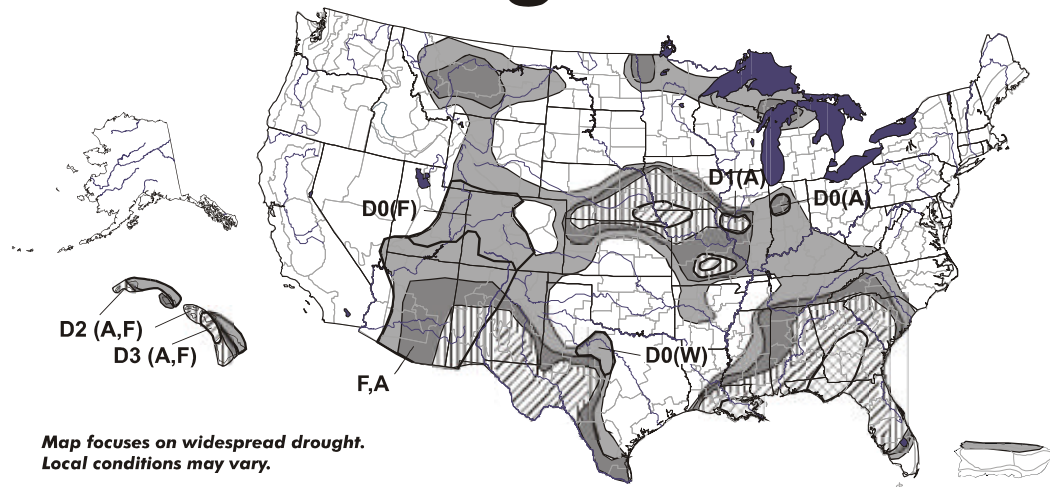 D1(A)
D0(A)
D0(F)
D2 (A,F)
D3 (A,F)
D0(W)
F,A
Map focuses on widespread drought.
Local conditions may vary.